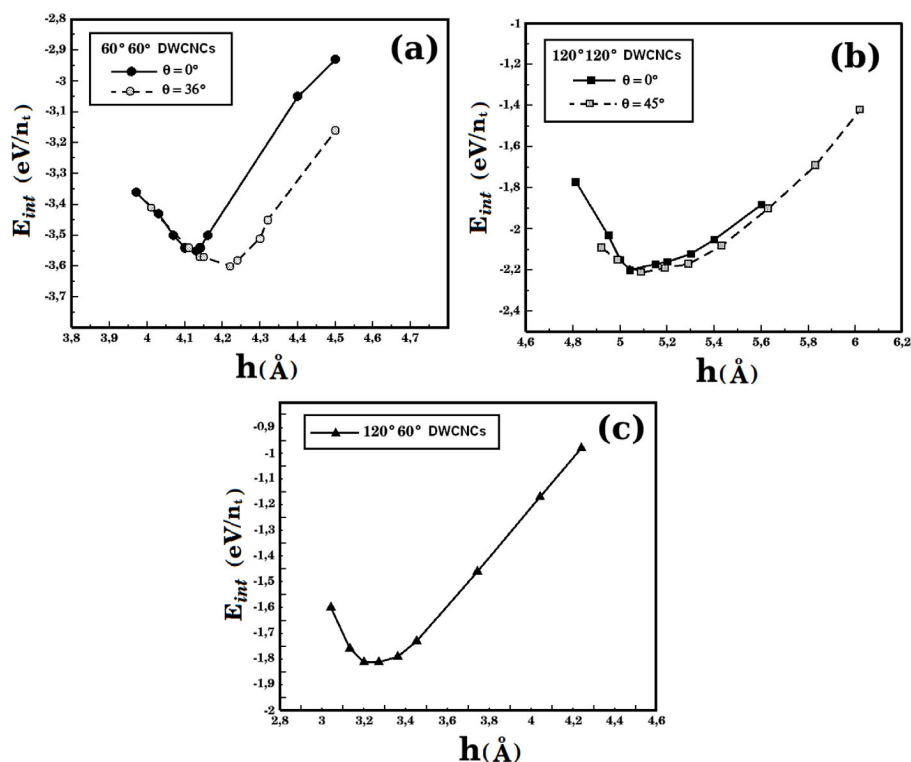 -2,8
-2,9
-3
-3,1
-3,2
-3,3
-3,4
-3,5
-3,6
-3,7
E_int (eV/n_t)
60° 60° DWCNCs
θ = 0°
θ = 36°
(a)
3,8 3,9 4 4,1 4,2 4,3 4,4 4,5 4,6 4,7
h(Å)
-1
-1,2
-1,4
-1,6
-1,8
-2
-2,2
-2,4
E_int (eV/n_t)
120° 120° DWCNCs
θ = 0°
θ = 45°
(b)
4,6 4,8 5 5,2 5,4 5,6 5,8 6 6,2
h(Å)
-0,9
-1
-1,1
-1,2
-1,3
-1,4
-1,5
-1,6
-1,7
-1,8
-1,9
-2
E_int (eV/n_t)
120° 60° DWCNCs
(c)
2,8 3 3,2 3,4 3,6 3,8 4 4,2 4,4 4,6
h(Å)